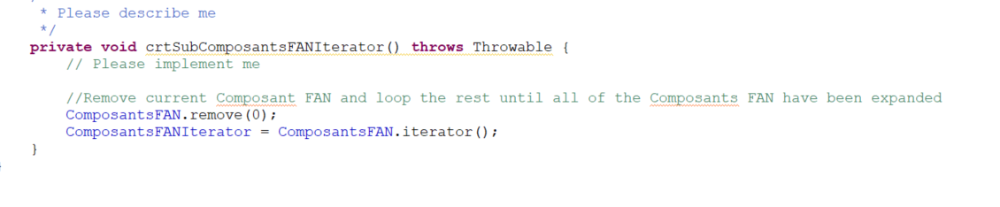 * Please describe me
*/
private void crtSubComposantsFANIterator() throws Throwable {
// Please implement me
//Remove current Composant FAN and loop the rest until all of the Composants FAN have been expanded
ComposantsFAN.remove(0);
ComposantsFANIterator = ComposantsFAN.iterator();
}